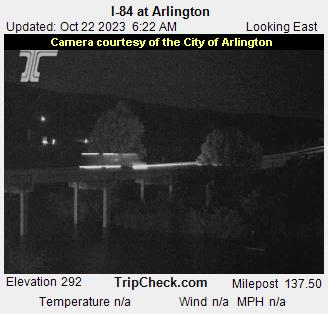 I-84 at Arlington
Updated: Oct 22 2023 6:22 AM Looking East
Camera courtesy of the City of Arlington
Elevation 292 TripCheck.com Milepost 137.50
Temperature n/a Wind n/a MPH n/a